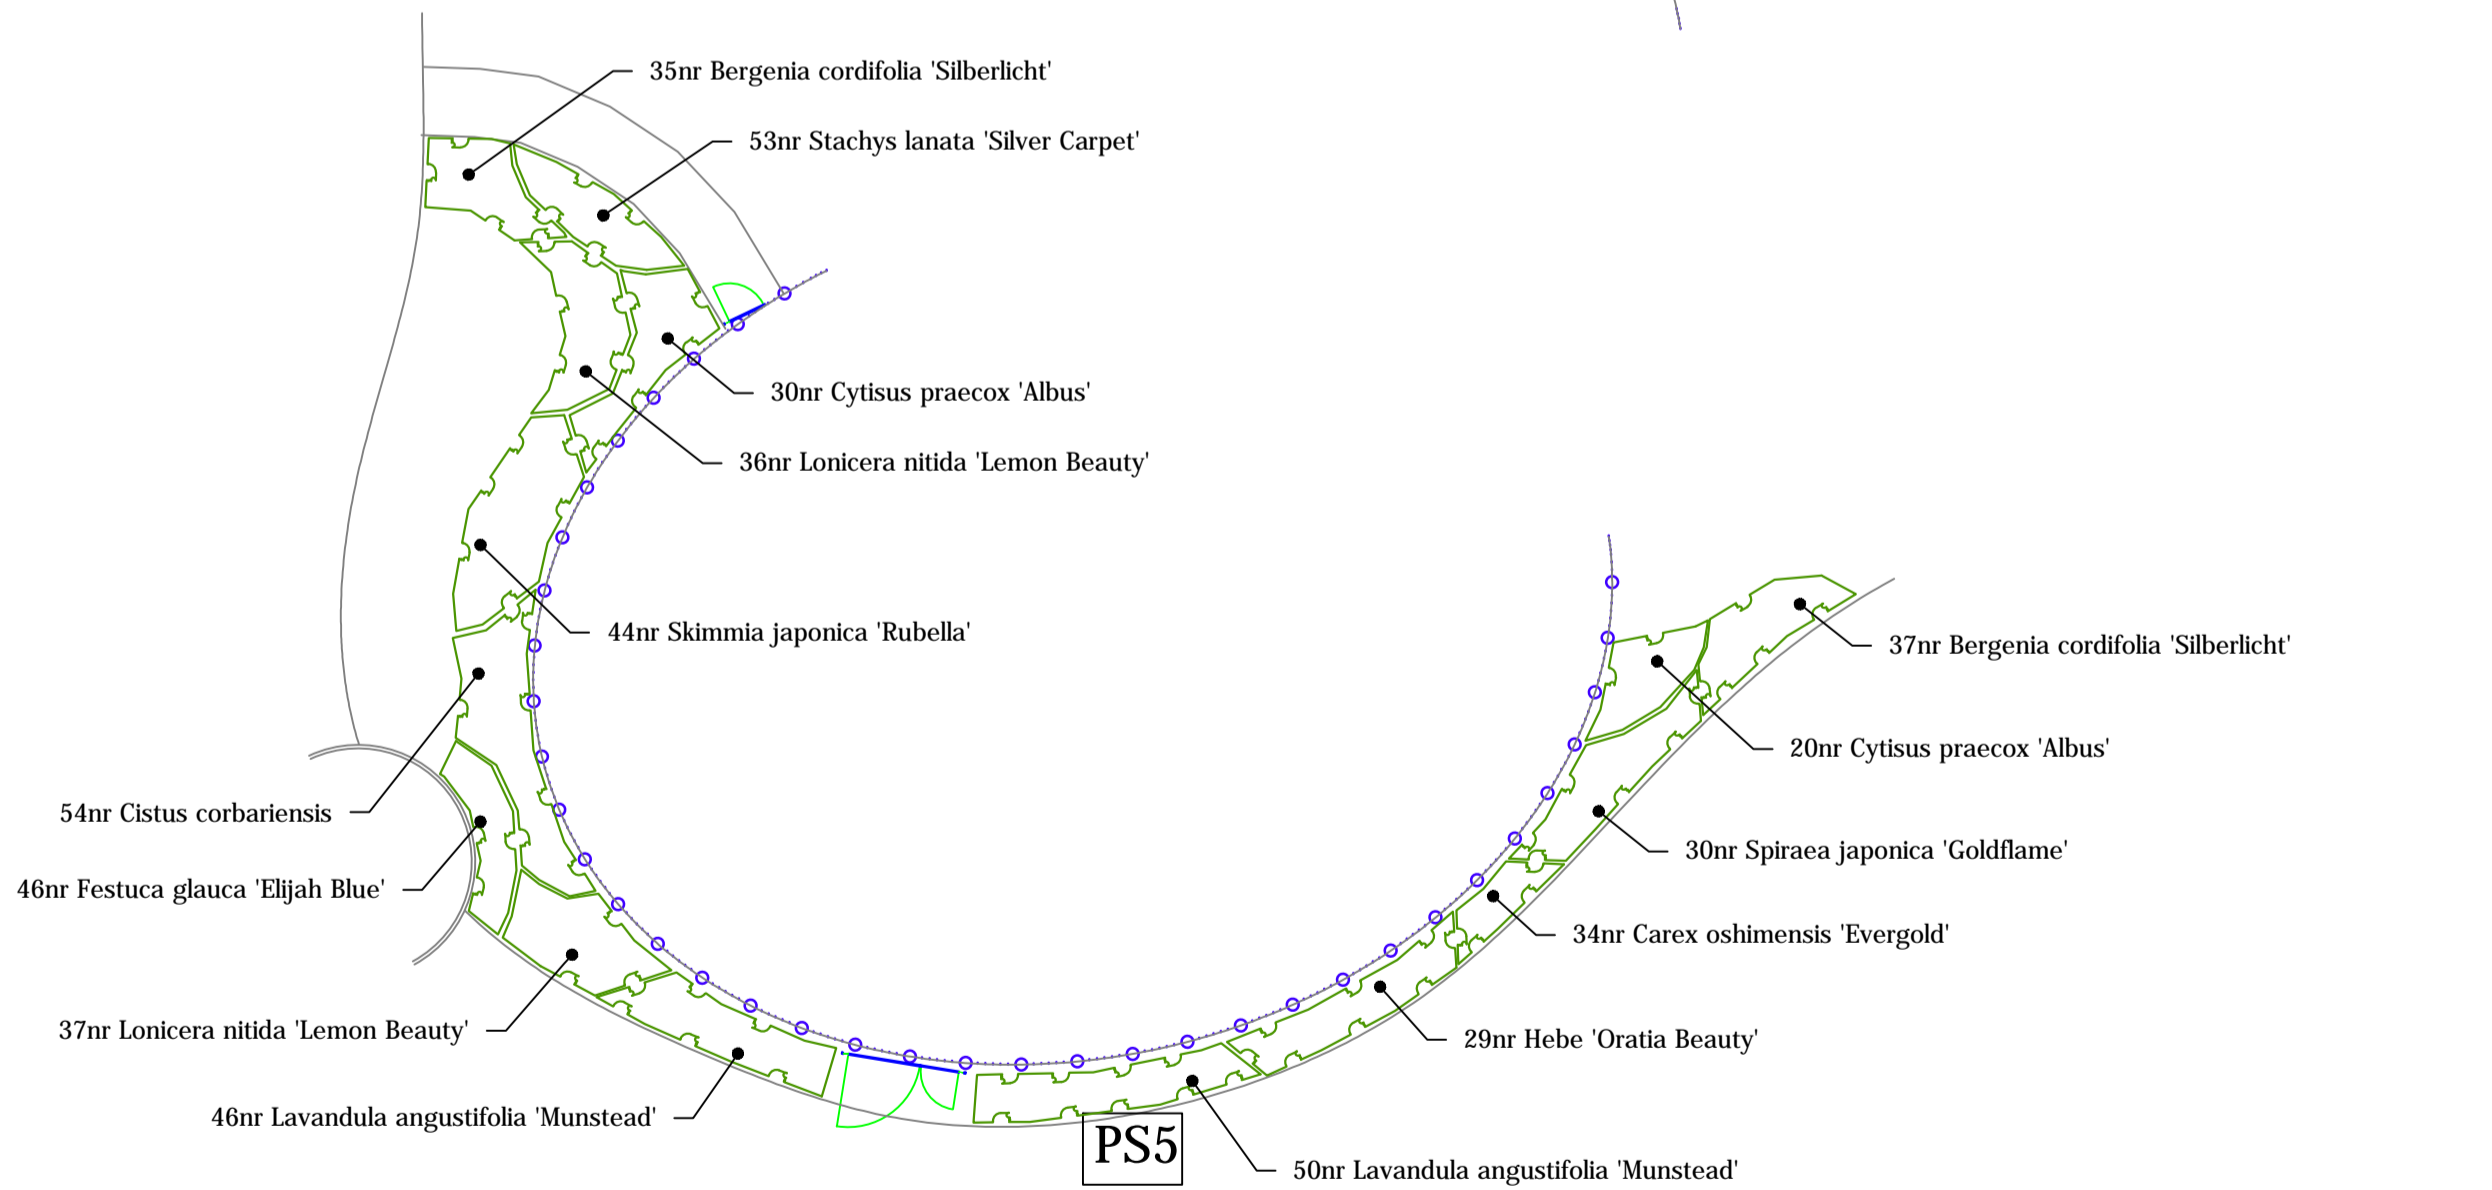 35nr Bergenia cordifolia 'Silberlicht'
53nr Stachys lanata 'Silver Carpet'
30nr Cytisus praecox 'Albus'
36nr Lonicera nitida 'Lemon Beauty'
44nr Skimmia japonica 'Rubella'
37nr Bergenia cordifolia 'Silberlicht'
20nr Cytisus praecox 'Albus'
54nr Cistus corbariensis
30nr Spiraea japonica 'Goldflame'
46nr Festuca glauca 'Elijah Blue'
34nr Carex oshimensis 'Evergold'
37nr Lonicera nitida 'Lemon Beauty'
29nr Hebe 'Oratia Beauty'
46nr Lavandula angustifolia 'Munstead'
PS5
50nr Lavandula angustifolia 'Munstead'